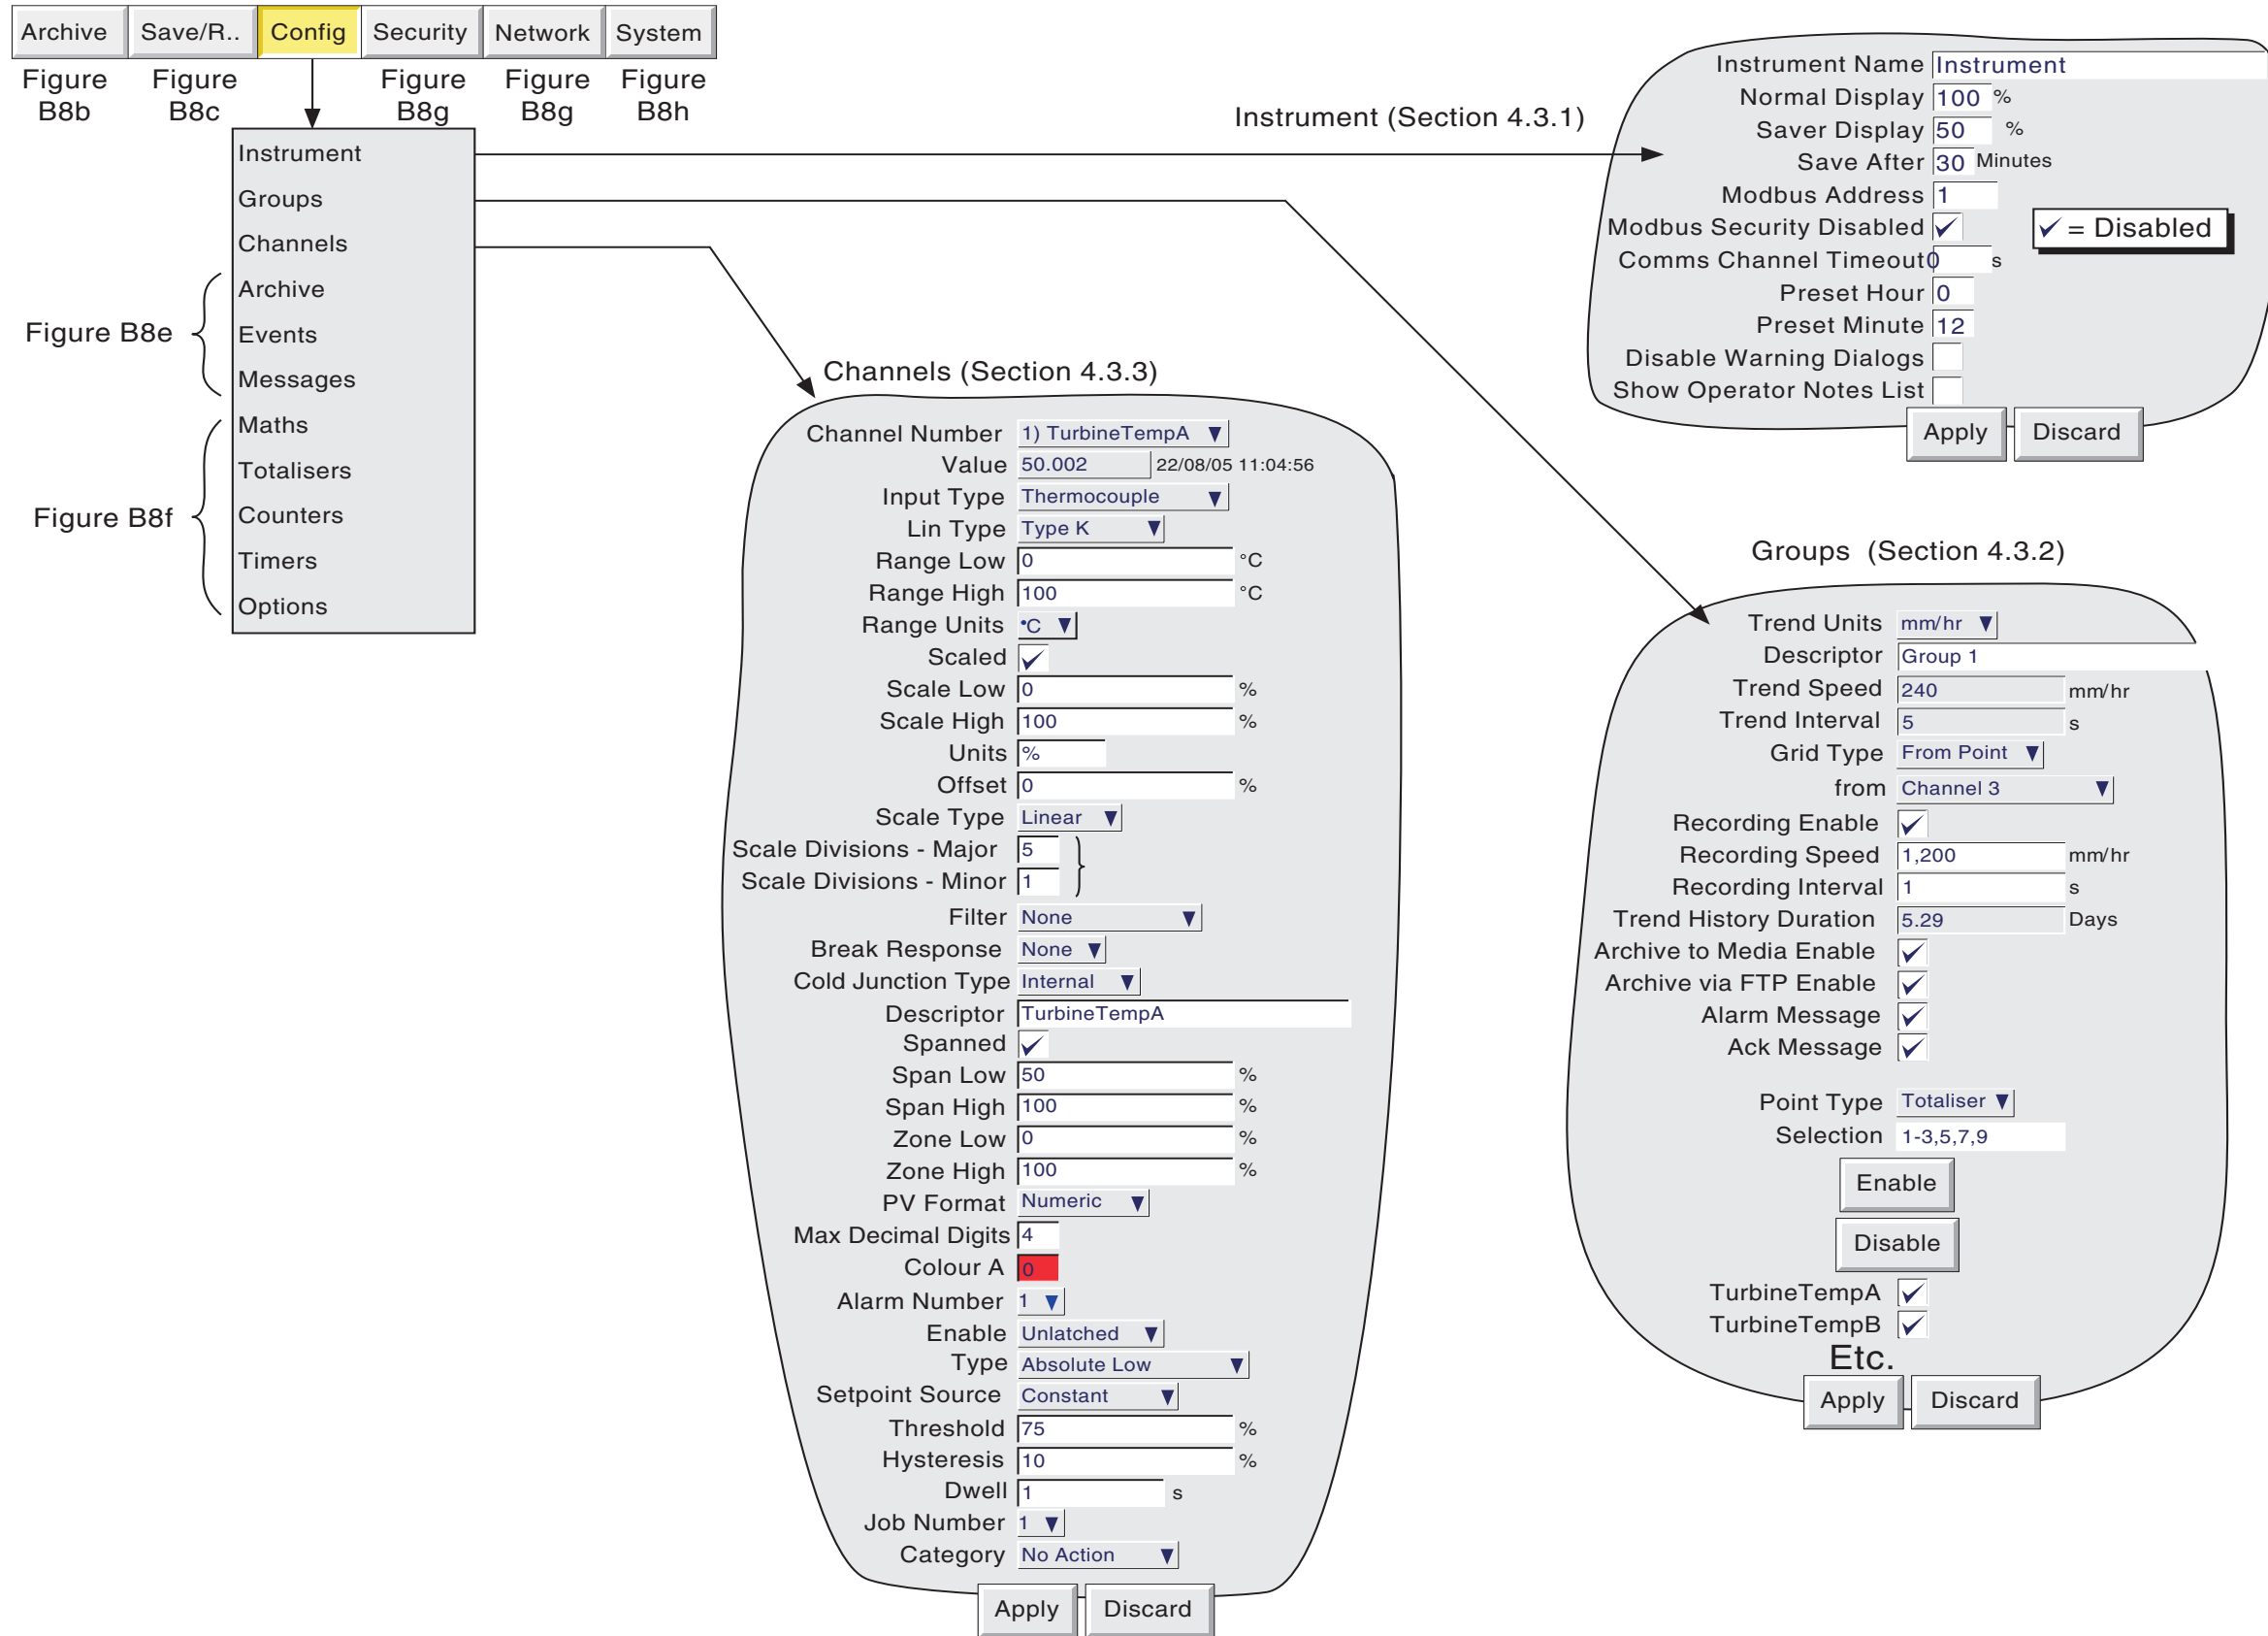 Archive Save/R.. Config Security Network System
Figure B8b
Figure B8c
Figure B8g
Figure B8g
Figure B8h
Instrument
Groups
Channels
Archive
Events
Messages
Maths
Totalisers
Counters
Timers
Options
Figure B8e
Figure B8f
Instrument (Section 4.3.1)
Instrument Name Instrument
Normal Display 100 %
Saver Display 50 %
Save After 30 Minutes
Modbus Address 1
Modbus Security Disabled ✓
✓ = Disabled
Comms Channel Timeout 0 s
Preset Hour 0
Preset Minute 12
Disable Warning Dialogs
Show Operator Notes List
Apply Discard
Channels (Section 4.3.3)
Channel Number 1) TurbineTempA
Value 50.002 22/08/05 11:04:56
Input Type Thermocouple
Lin Type Type K
Range Low 0 °C
Range High 100 °C
Range Units °C
Scaled ✓
Scale Low 0 %
Scale High 100 %
Units %
Offset 0 %
Scale Type Linear
Scale Divisions - Major 5
Scale Divisions - Minor 1
Filter None
Break Response None
Cold Junction Type Internal
Descriptor TurbineTempA
Spanned ✓
Span Low 50 %
Span High 100 %
Zone Low 0 %
Zone High 100 %
PV Format Numeric
Max Decimal Digits 4
Colour A 0
Alarm Number 1
Enable Unlatched
Type Absolute Low
Setpoint Source Constant
Threshold 75 %
Hysteresis 10 %
Dwell 1 s
Job Number 1
Category No Action
Apply Discard
Groups (Section 4.3.2)
Trend Units mm/hr
Descriptor Group 1
Trend Speed 240 mm/hr
Trend Interval 5 s
Grid Type From Point
from Channel 3
Recording Enable ✓
Recording Speed 1,200 mm/hr
Recording Interval 1 s
Trend History Duration 5.29 Days
Archive to Media Enable ✓
Archive via FTP Enable ✓
Alarm Message ✓
Ack Message ✓
Point Type Totaliser
Selection 1-3,5,7,9
Enable
Disable
TurbineTempA ✓
TurbineTempB ✓
Etc.
Apply Discard